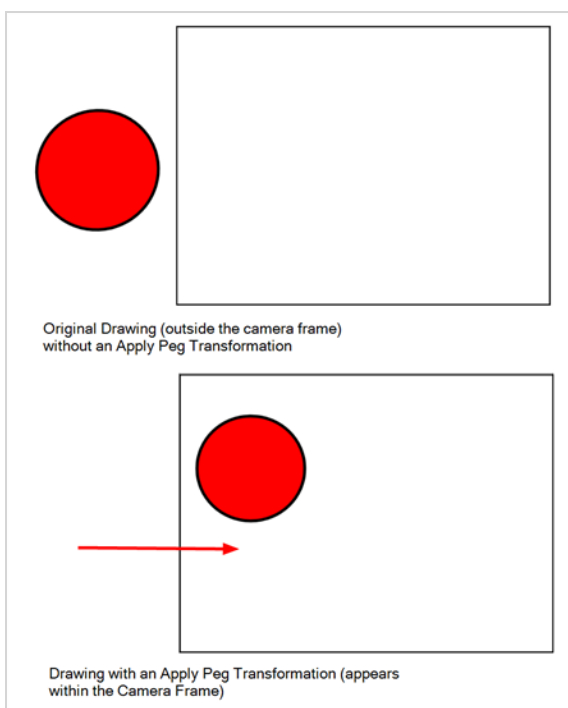 Original Drawing (outside the camera frame)
without an Apply Peg Transformation
Drawing with an Apply Peg Transformation (appears
within the Camera Frame)